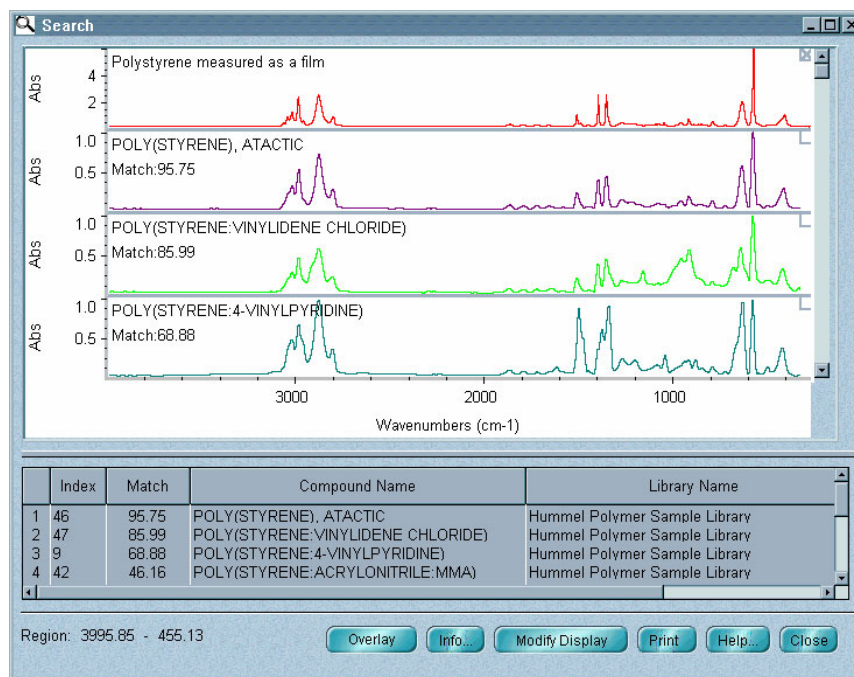 Search
Abs
4
2
Polystyrene measured as a film
Abs
1.0
0.5
POLY(STYRENE), ATACTIC
Match:95.75
Abs
1.0
0.5
POLY(STYRENE:VINYLIDENE CHLORIDE)
Match:85.99
Abs
1.0
0.5
POLY(STYRENE:4-VINYLPYRIDINE)
Match:68.88
3000 2000 1000
Wavenumbers (cm-1)
Index Match Compound Name Library Name
1 46 95.75 POLY(STYRENE), ATACTIC Hummel Polymer Sample Library
2 47 85.99 POLY(STYRENE:VINYLIDENE CHLORIDE) Hummel Polymer Sample Library
3 9 68.88 POLY(STYRENE:4-VINYLPYRIDINE) Hummel Polymer Sample Library
4 42 46.16 POLY(STYRENE:ACRYLONITRILE:MMA) Hummel Polymer Sample Library
Region: 3995.85 - 455.13 Overlay Info... Modify Display Print Help... Close